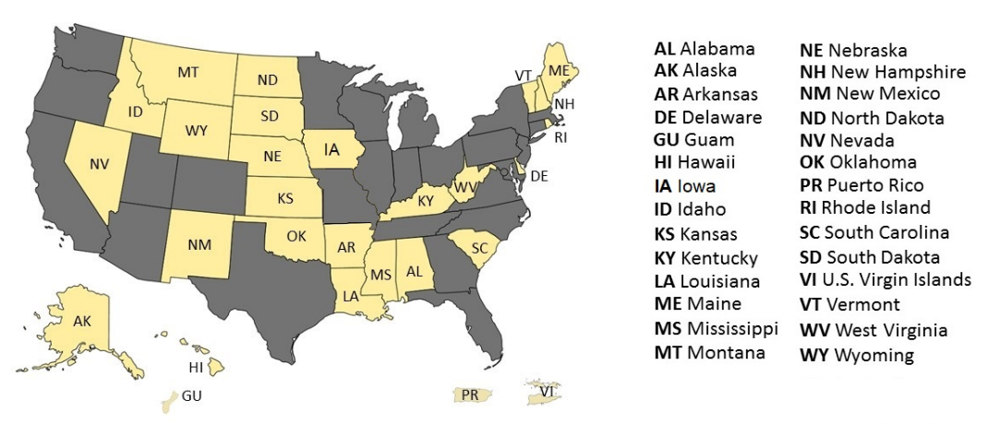 MT
ND
ID
WY
SD
NE
IA
NV
KS
KY
WV
NM
OK
AR
SC
MS
AL
LA
VT
ME
NH
RI
DE
AK
HI
GU
PR
VI
AL Alabama
AK Alaska
AR Arkansas
DE Delaware
GU Guam
HI Hawaii
IA Iowa
ID Idaho
KS Kansas
KY Kentucky
LA Louisiana
ME Maine
MS Mississippi
MT Montana
NE Nebraska
NH New Hampshire
NM New Mexico
ND North Dakota
NV Nevada
OK Oklahoma
PR Puerto Rico
RI Rhode Island
SC South Carolina
SD South Dakota
VI U.S. Virgin Islands
VT Vermont
WV West Virginia
WY Wyoming